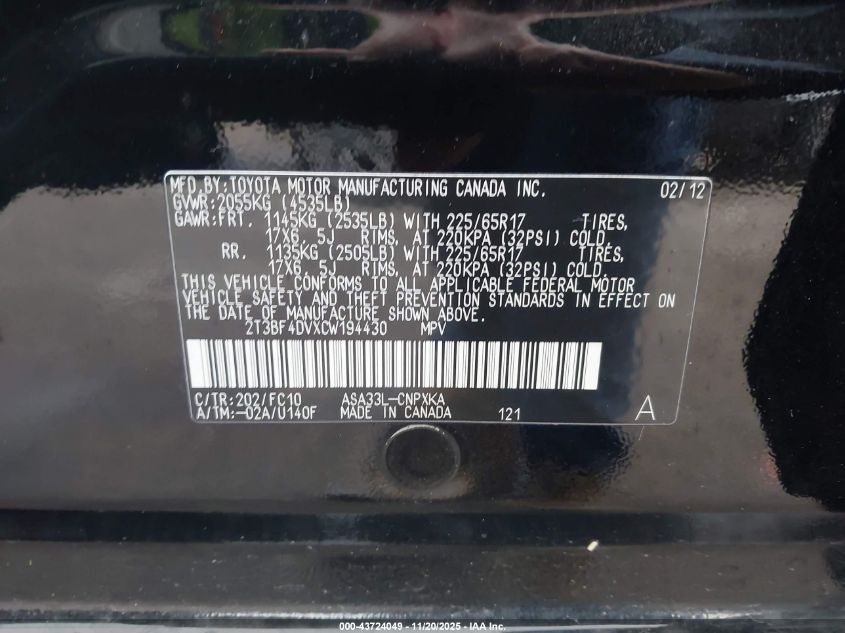 MFD.BY:TOYOTA MOTOR MANUFACTURING CANADA INC. 02/12
GVWR:2055KG (4535LB)
GAWR:FRT. 1145KG (2535LB) WITH 225/65R17 TIRES,
17X6. 5J RIMS, AT 220KPA (32PSI) COLD,
RR. 1135KG (2505LB) WITH 225/65R17 TIRES,
17X6. 5J RIMS, AT 220KPA (32PSI) COLD.
THIS VEHICLE CONFORMS TO ALL APPLICABLE FEDERAL MOTOR
VEHICLE SAFETY AND THEFT PREVENTION STANDARDS IN EFFECT ON
THE DATE OF MANUFACTURE SHOWN ABOVE.
2T3BF4DVXCW194430 MPV
C/TR:202/FC10 ASA33L-CNPXKA
A/TM:-02A/U140F MADE IN CANADA 121 A
000-43724049 - 11/20/2025 - IAA Inc.